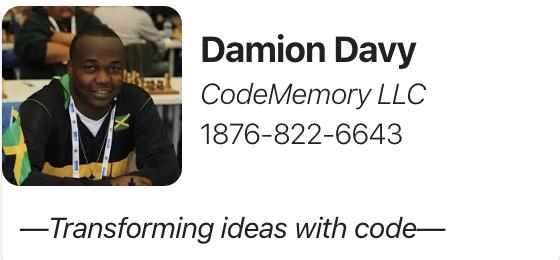 Damion Davy
CodeMemory LLC
1876-822-6643
—Transforming ideas with code—